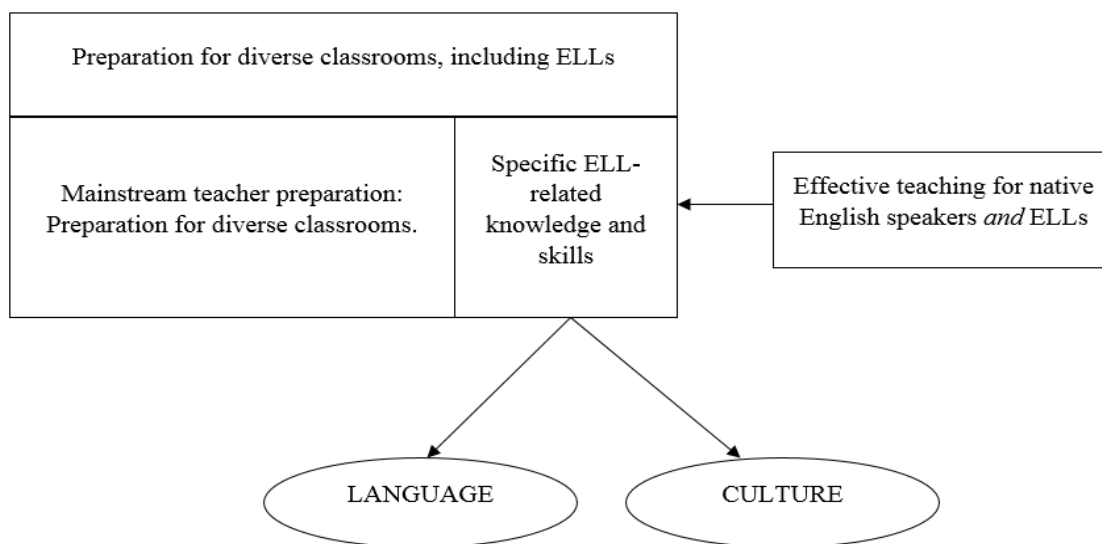 Preparation for diverse classrooms, including ELLs
Mainstream teacher preparation:
Preparation for diverse classrooms.
Specific ELL-
related
knowledge and
skills
Effective teaching for native
English speakers and ELLs
LANGUAGE
CULTURE